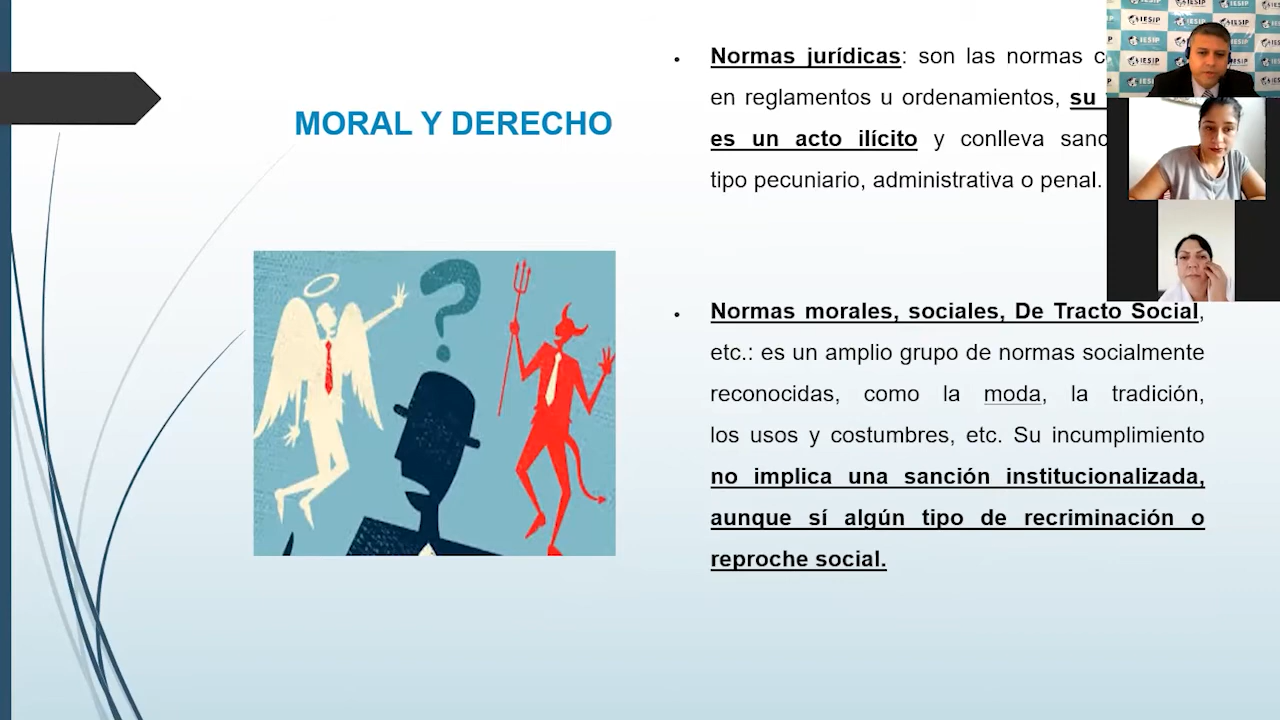 MORAL Y DERECHO
Normas jurídicas: son las normas
en reglamentos u ordenamientos, su
es un acto ilícito y conlleva
tipo pecuniario, administrativa o penal.
Normas morales, sociales, De Tracto Social,
etc.: es un amplio grupo de normas socialmente
reconocidas, como la moda, la tradición,
los usos y costumbres, etc. Su incumplimiento
no implica una sanción institucionalizada,
aunque sí algún tipo de recriminación o
reproche social.
?
IESIP